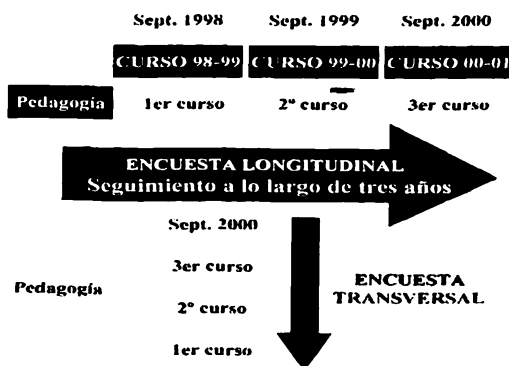 Sept. 1998 Sept. 1999 Sept. 2000
CURSO 98-99 CURSO 99-00 CURSO 00-01
Pedagogía 1er curso 2º curso 3er curso
ENCUESTA LONGITUDINAL
Seguimiento a lo largo de tres años
Sept. 2000
3er curso
Pedagogía
2º curso
1er curso
ENCUESTA
TRANSVERSAL